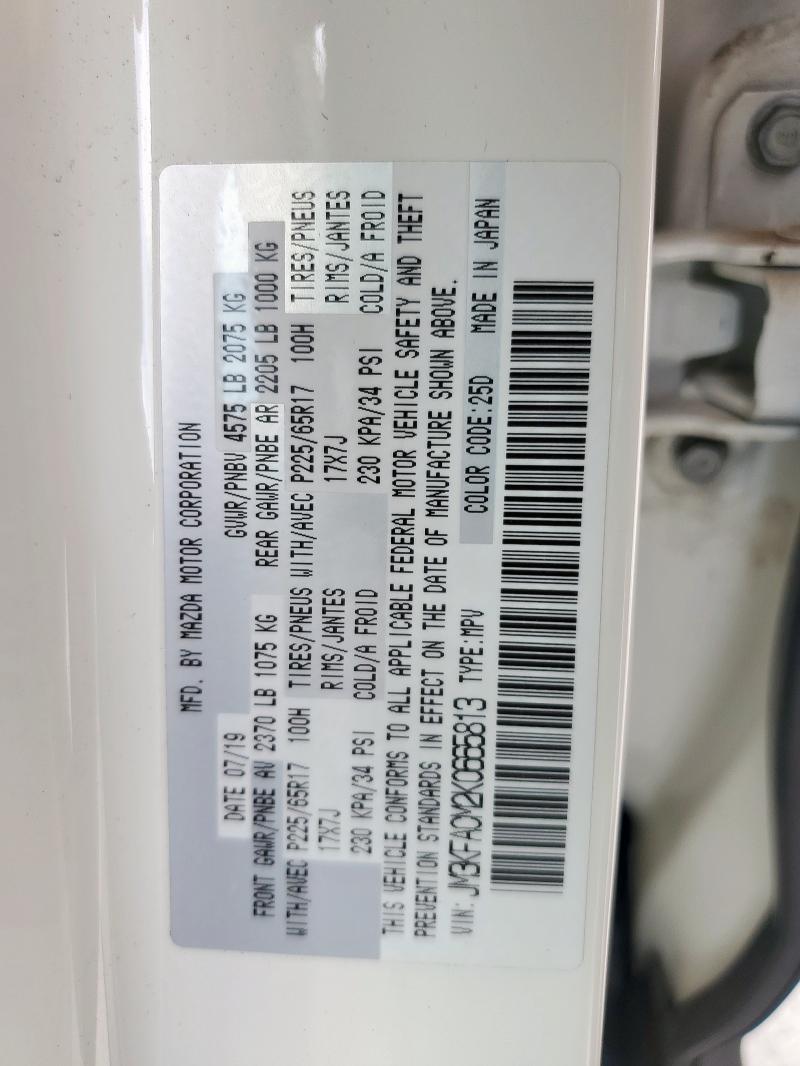 MFD. BY MAZDA MOTOR CORPORATION
DATE 07/19 GVWR/PNBV 4575 LB 2075 KG
FRONT GAWR/PNBE AV 2370 LB 1075 KG REAR GAWR/PNBE AR 2205 LB 1000 KG
WITH/AVEC P225/65R17 100H TIRES/PNEUS WITH/AVEC P225/65R17 100H TIRES/PNEUS
17X7J RIMS/JANTES 17X7J RIMS/JANTES
230 KPA/34 PSI COLD/A FROID 230 KPA/34 PSI COLD/A FROID
THIS VEHICLE CONFORMS TO ALL APPLICABLE FEDERAL MOTOR VEHICLE SAFETY AND THEFT
PREVENTION STANDARDS IN EFFECT ON THE DATE OF MANUFACTURE SHOWN ABOVE.
VIN: JM3KFACM2K0665813 TYPE:MPV COLOR CODE:25D MADE IN JAPAN